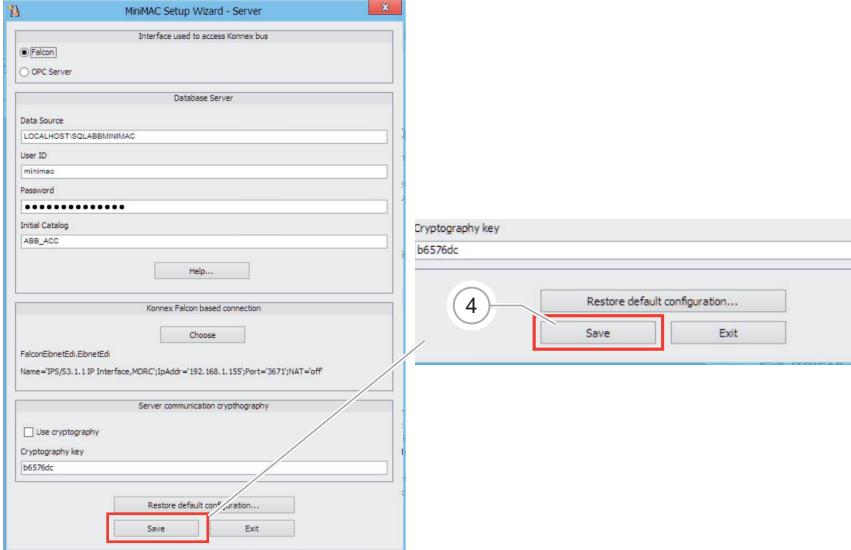 MiniMAC Setup Wizard - Server
x
Interface used to access Konnex bus
Falcon
OPC Server
Database Server
Data Source
LOCALHOST\SQLABBMINIMAC
User ID
minimac
Password
●●●●●●●●●●●●●●
Initial Catalog
ABB_ACC
Help...
Konnex Falcon based connection
Choose
FalconEibnetEdi.EibnetEdi
Name='IPS/S3.1.1 IP Interface,MDRC';IpAddr='192.168.1.155';Port='3671';NAT='off'
Server communication crypthography
Use cryptography
Cryptography key
b6576dc
Restore default configuration...
Save Exit
Cryptography key
b6576dc
4
Restore default configuration...
Save Exit